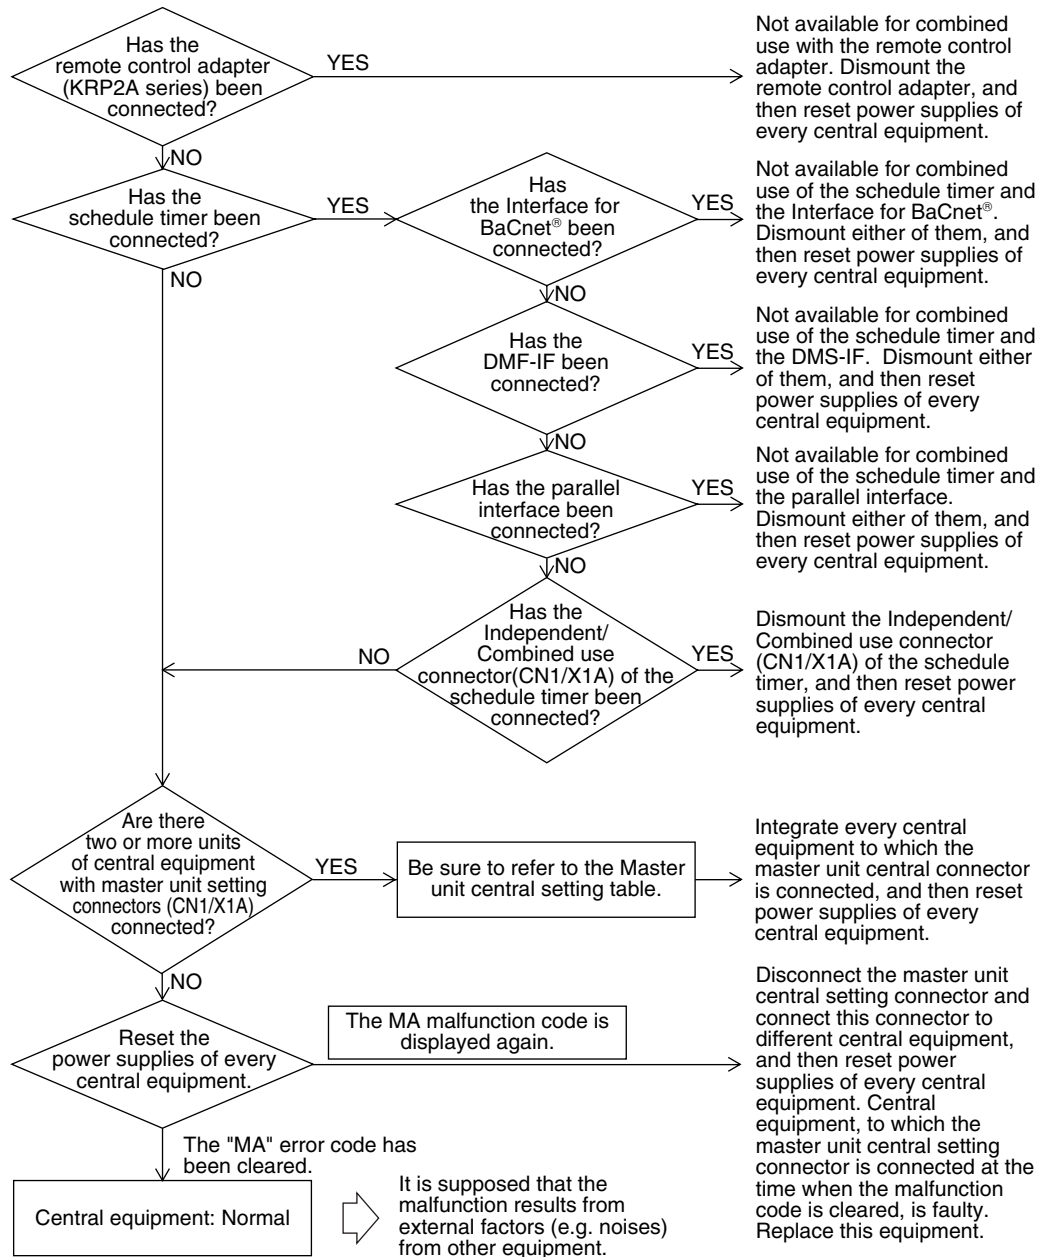 Has the
remote control adapter
(KRP2A series) been
connected?
YES
Not available for combined
use with the remote control
adapter. Dismount the
remote control adapter, and
then reset power supplies of
every central equipment.
NO
Has the
schedule timer been
connected?
YES
NO
Has
the Interface for
BaCnet® been
connected?
YES
Not available for combined
use of the schedule timer and
the Interface for BaCnet®.
Dismount either of them, and
then reset power supplies of
every central equipment.
NO
Has the
DMF-IF been
connected?
YES
Not available for combined
use of the schedule timer and
the DMS-IF. Dismount either
of them, and then reset
power supplies of every
central equipment.
NO
Has the parallel
interface been
connected?
YES
Not available for combined
use of the schedule timer and
the parallel interface.
Dismount either of them, and
then reset power supplies of
every central equipment.
NO
Has the
Independent/
Combined use
connector(CN1/X1A) of the
schedule timer been
connected?
NO
YES
Dismount the Independent/
Combined use connector
(CN1/X1A) of the schedule
timer, and then reset power
supplies of every central
equipment.
Are there
two or more units
of central equipment
with master unit setting
connectors (CN1/X1A)
connected?
YES
Be sure to refer to the Master
unit central setting table.
Integrate every central
equipment to which the
master unit central connector
is connected, and then reset
power supplies of every
central equipment.
NO
Reset the
power supplies of every
central equipment.
The MA malfunction code is
displayed again.
Disconnect the master unit
central setting connector and
connect this connector to
different central equipment,
and then reset power
supplies of every central
equipment. Central
equipment, to which the
master unit central setting
connector is connected at the
time when the malfunction
code is cleared, is faulty.
Replace this equipment.
The "MA" error code has
been cleared.
Central equipment: Normal
It is supposed that the
malfunction results from
external factors (e.g. noises)
from other equipment.